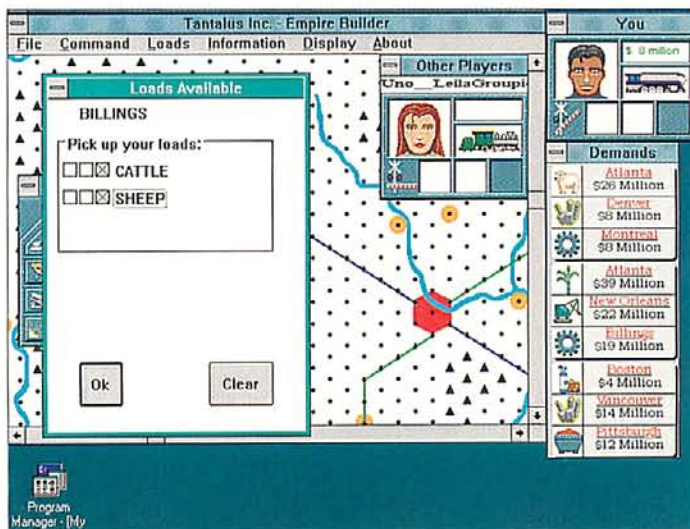 Tantalus Inc. - Empire Builder
File Command Loads Information Display About
Loads Available
BILLINGS
Pick up your loads:
CATTLE
SHEEP
Ok
Clear
Other Players
Uno__LeilaGroupi
You
$ 8 million
Demands
Atlanta
$26 Million
Denver
$8 Million
Montreal
$8 Million
Atlanta
$39 Million
New Orleans
$22 Million
Billings
$19 Million
Boston
$4 Million
Vancouver
$14 Million
Pittsburgh
$12 Million
Program
Manager - [My